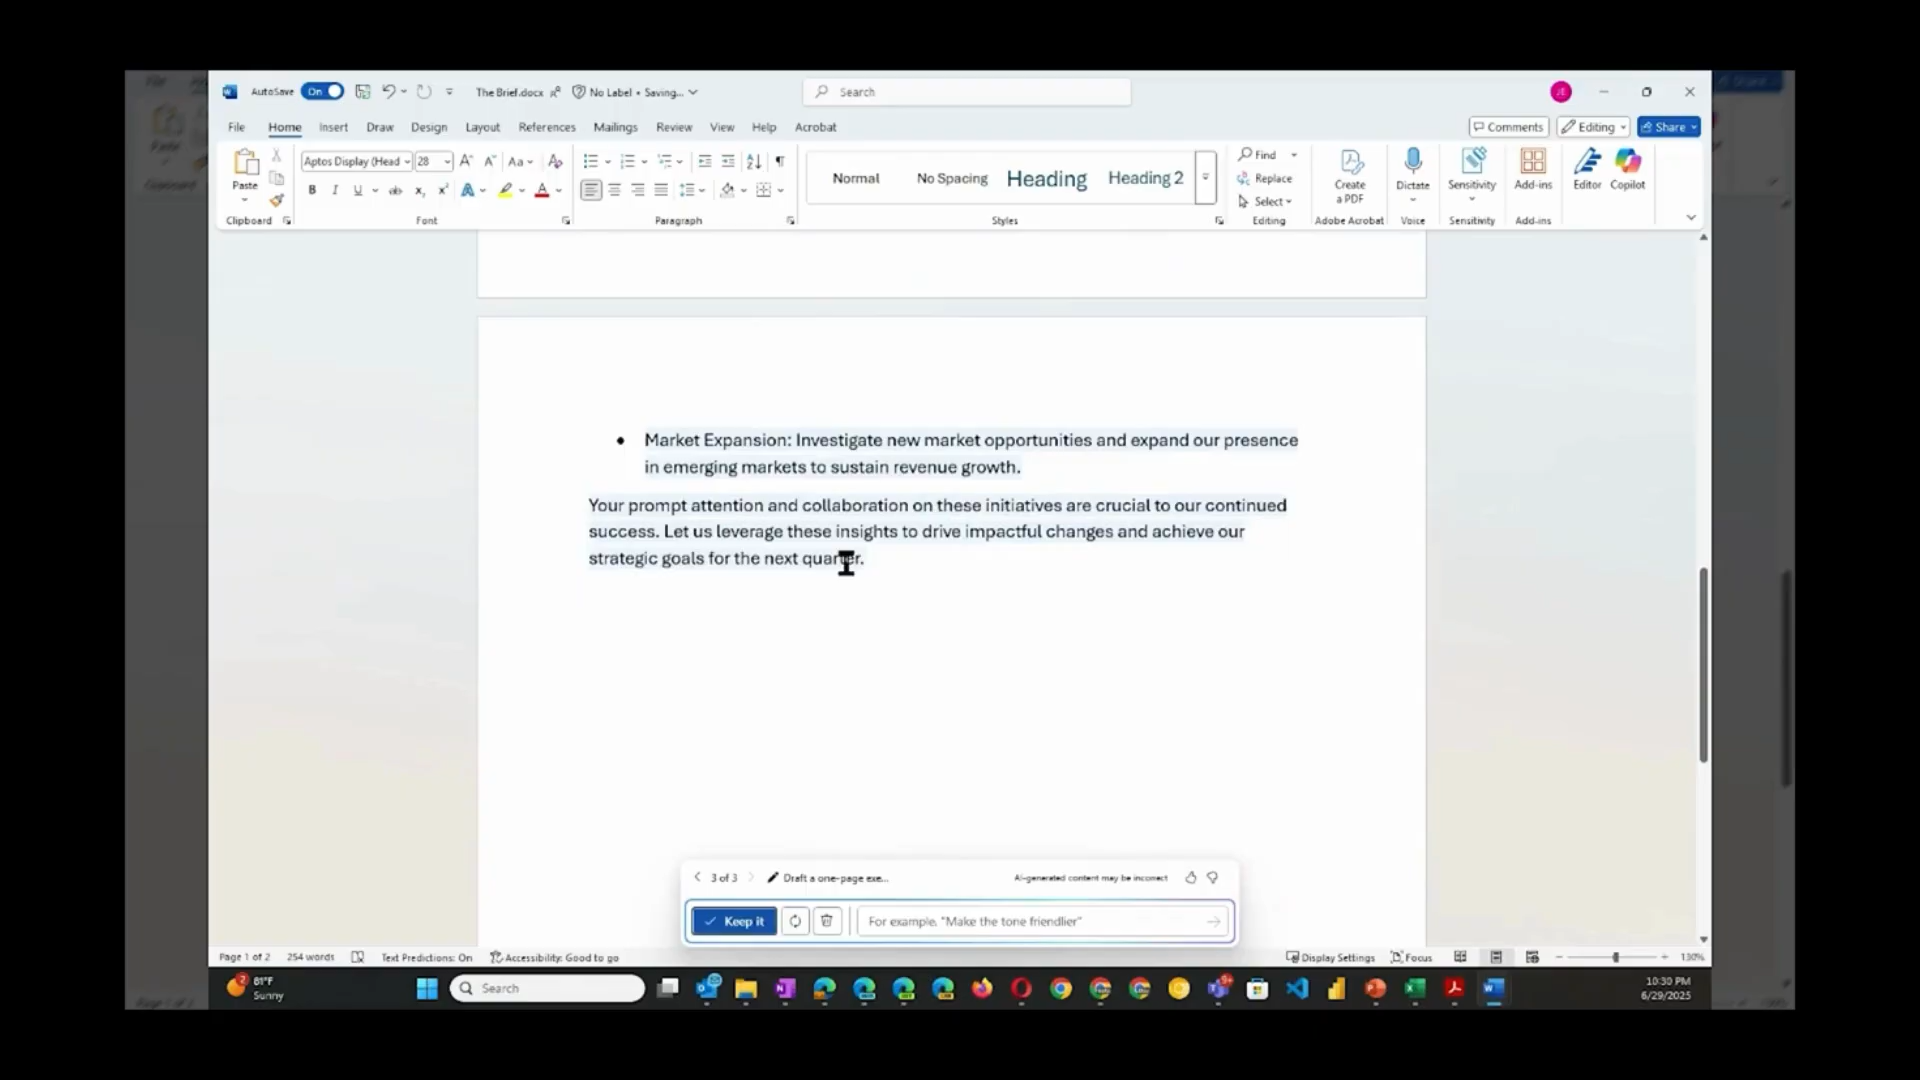 AutoSave On The Brief.docx No Label • Saving... Search JE
File Home Insert Draw Design Layout References Mailings Review View Help Acrobat Comments Editing Share
Paste Aptos Display (Head 28 Aa Normal No Spacing Heading Heading 2 Find Replace Select Create a PDF Dictate Sensitivity Add-ins Editor Copilot
Clipboard Font Paragraph Styles Editing Adobe Acrobat Voice Sensitivity Add-ins
• Market Expansion: Investigate new market opportunities and expand our presence
in emerging markets to sustain revenue growth.
Your prompt attention and collaboration on these initiatives are crucial to our continued
success. Let us leverage these insights to drive impactful changes and achieve our
strategic goals for the next quarter.
3 of 3 Draft a one-page exe... AI-generated content may be incorrect
Keep it For example, "Make the tone friendlier"
Page 1 of 2 254 words Text Predictions: On Accessibility: Good to go Display Settings Focus 130%
81°F
Sunny
Search
10:30 PM
6/29/2025